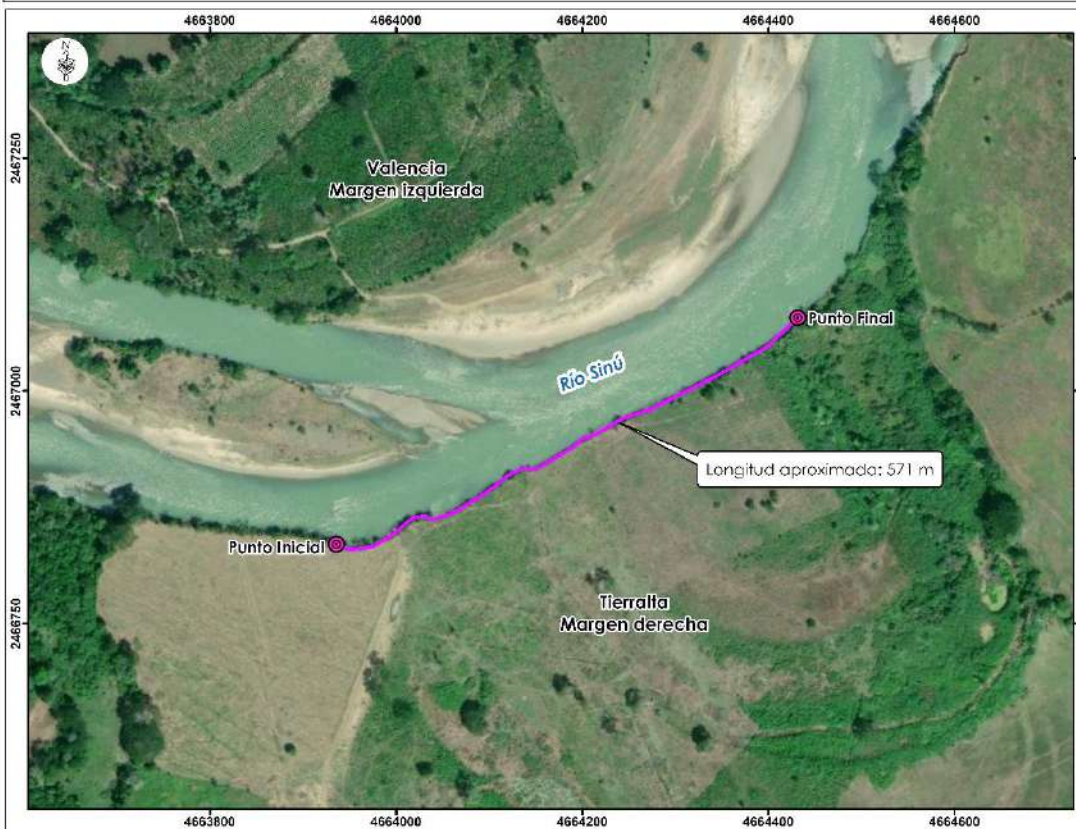 4663800 4664000 4664200 4664400 4664600
2467250
Valencia
Margen izquierda
Punto Final
Río Sinú
2467000
Longitud aproximada: 571 m
Punto Inicial
Tierralta
Margen derecha
2466750
4663800 4664000 4664200 4664400 4664600